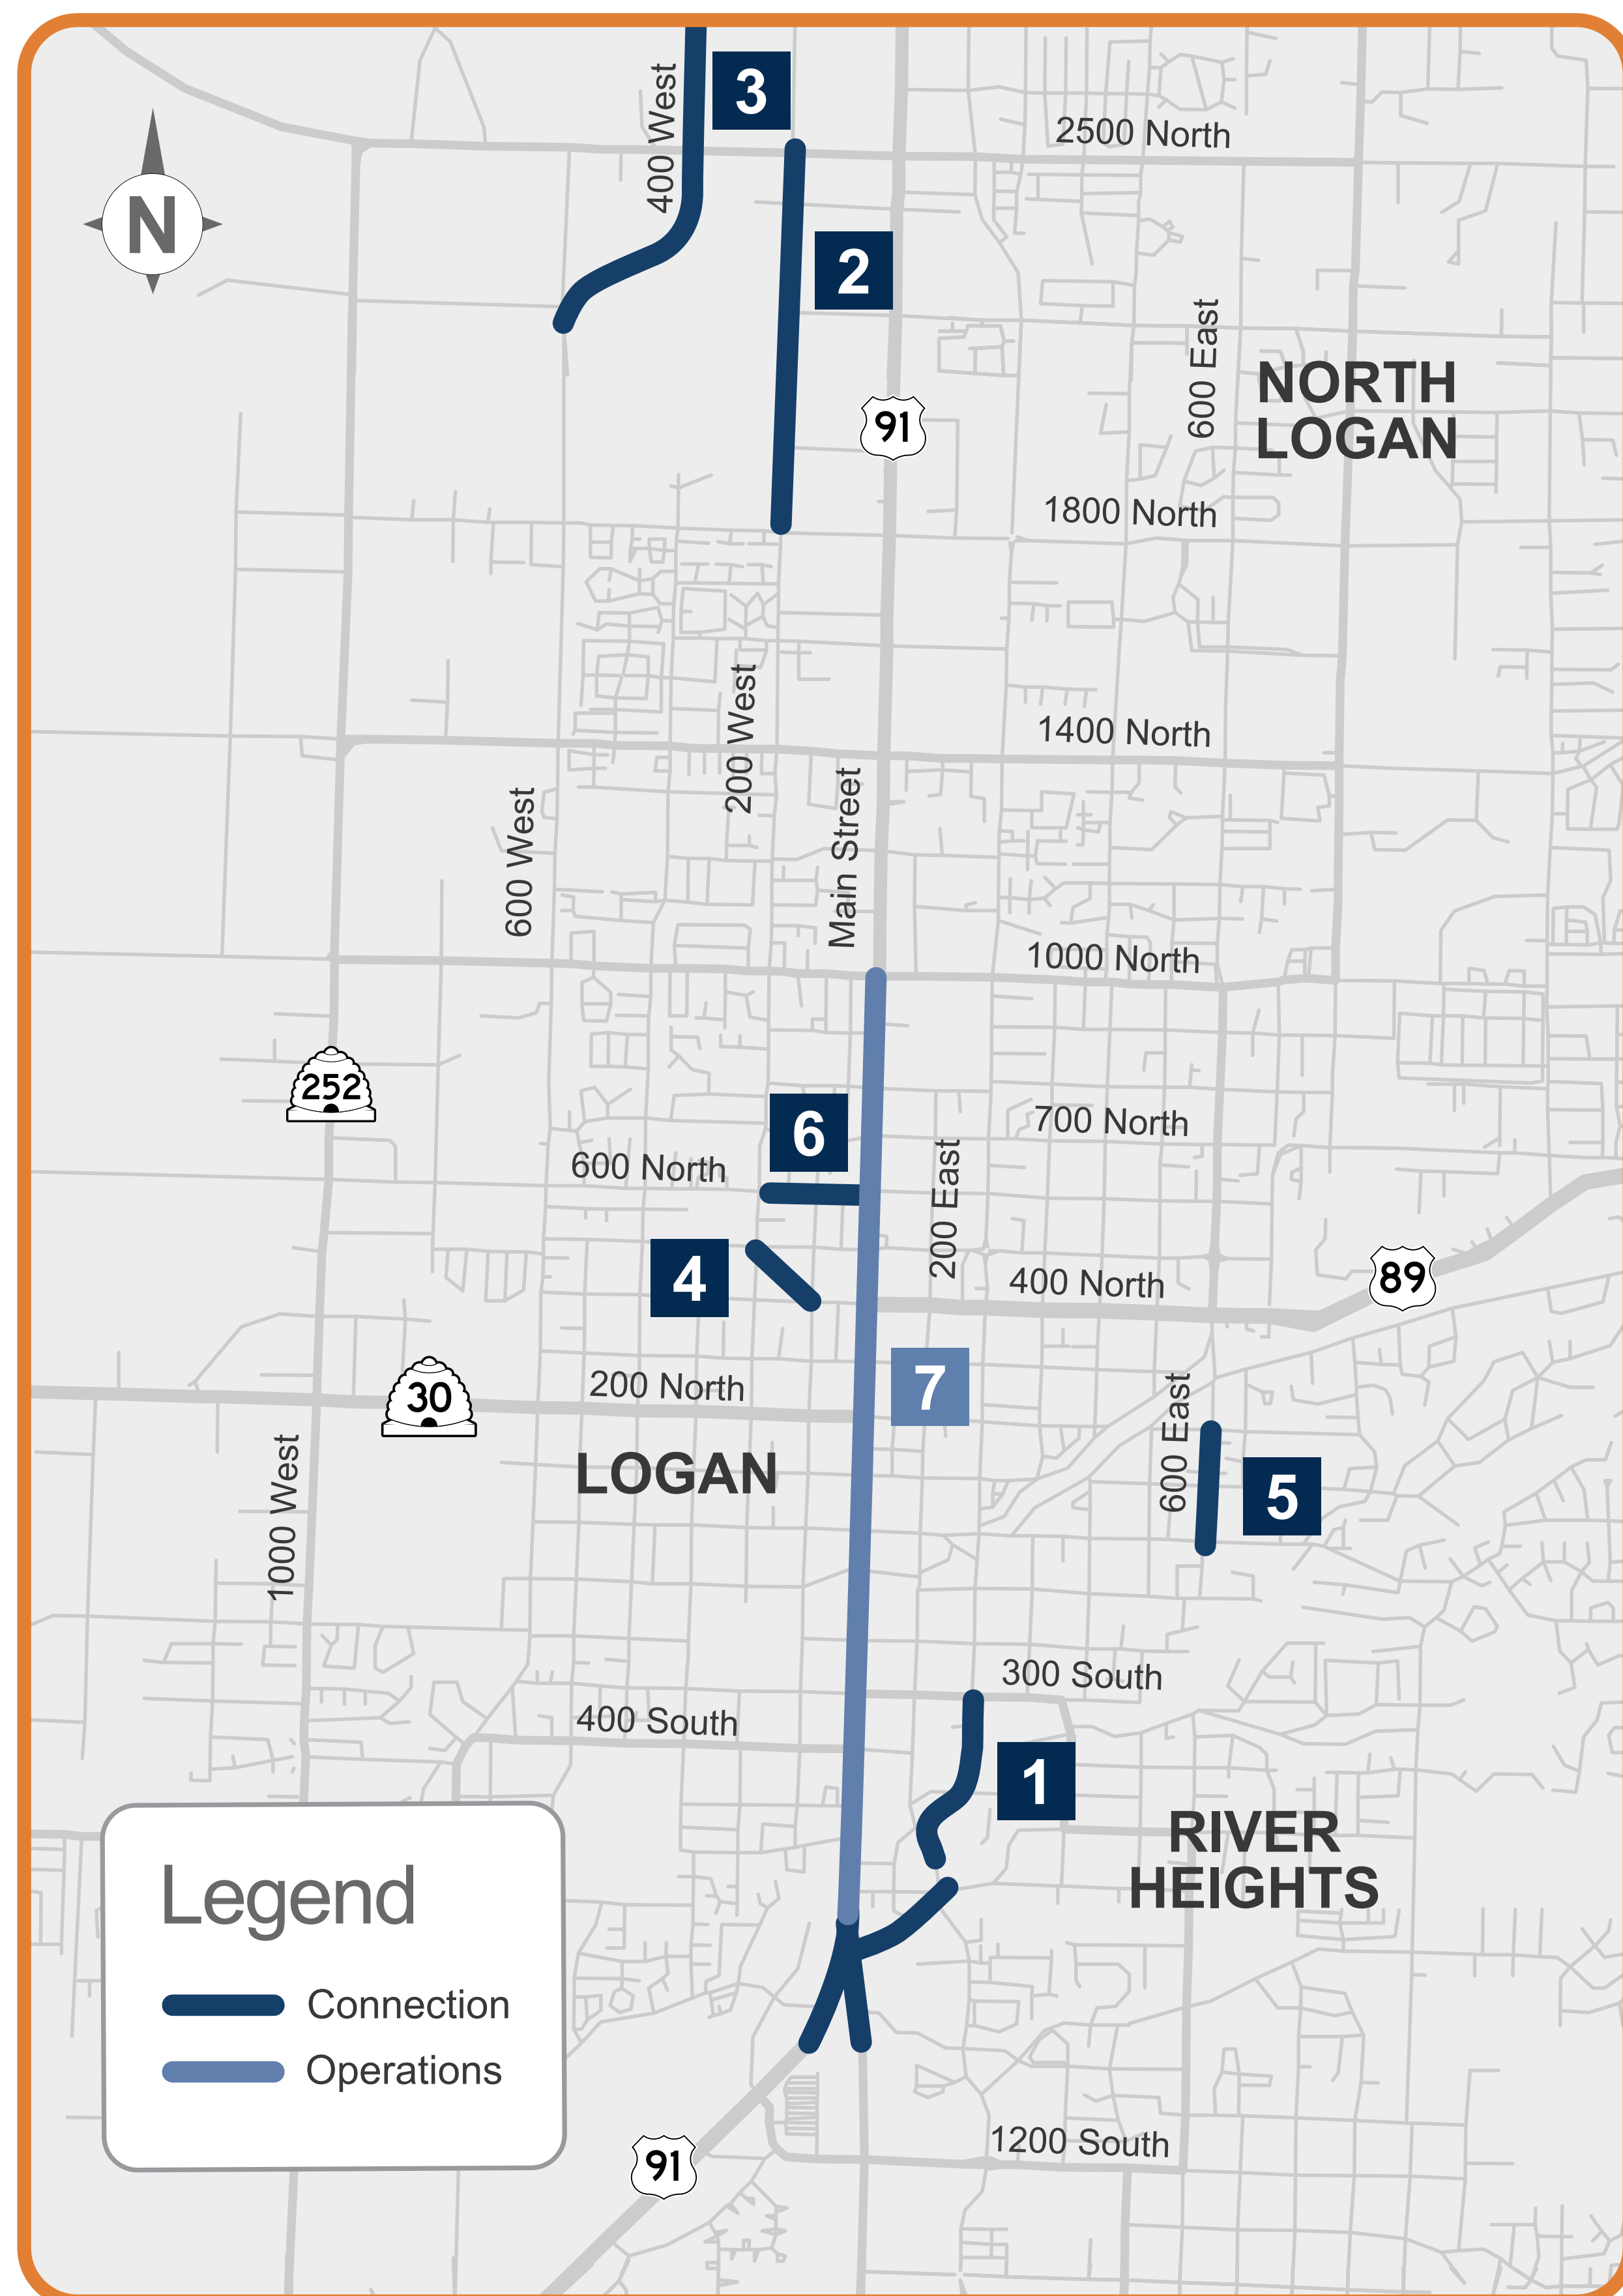 3
400 West
2500 North
N
2
600 East
NORTH
LOGAN
91
1800 North
200 West
1400 North
Main Street
600 West
1000 North
252
6
700 North
600 North
200 East
4
400 North
89
30
200 North
7
600 East
LOGAN
5
1000 West
300 South
400 South
1
RIVER
HEIGHTS
Legend
Connection
Operations
1200 South
91